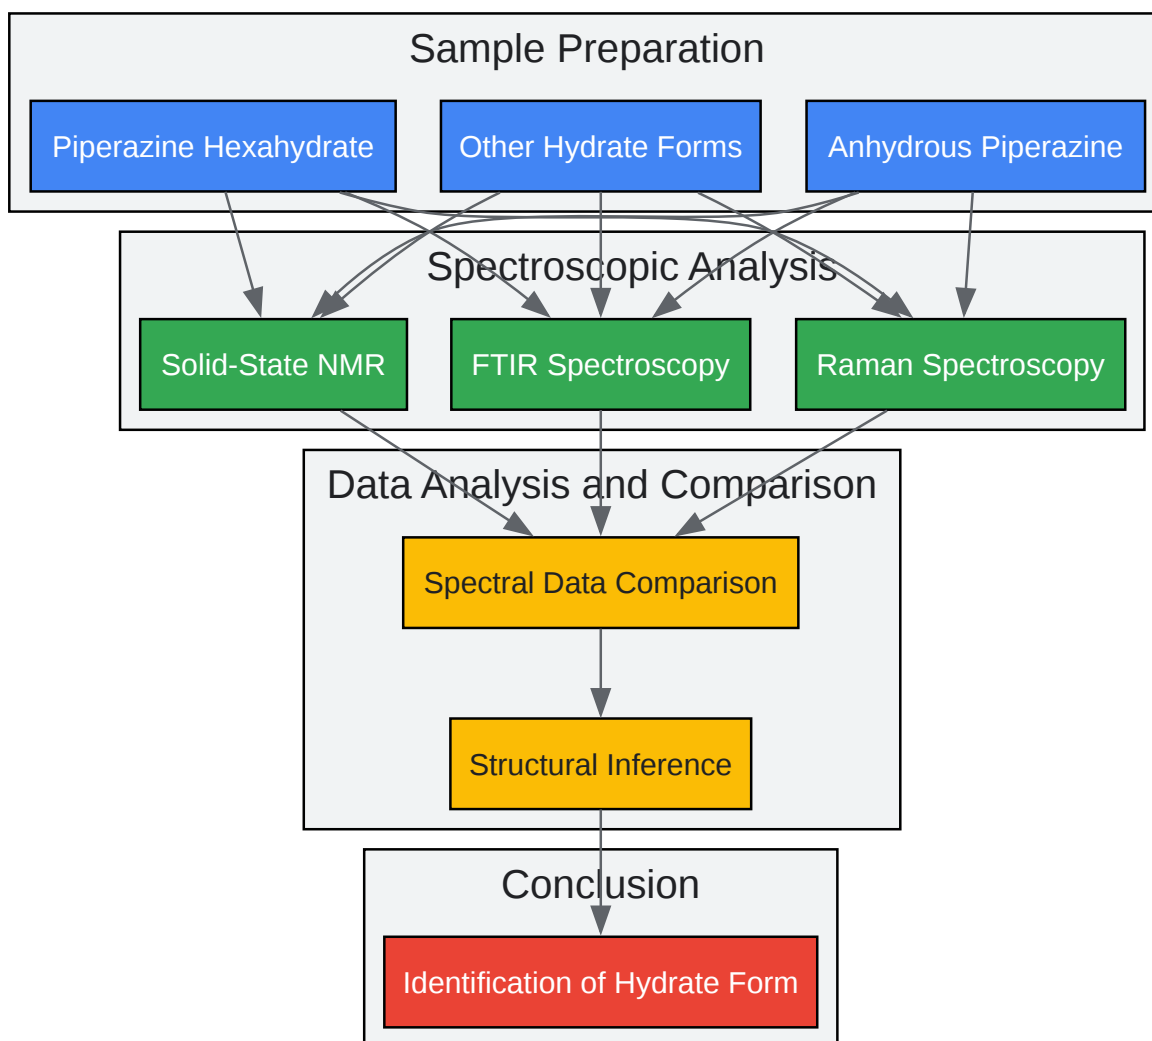 Sample Preparation
Piperazine Hexahydrate
Other Hydrate Forms
Anhydrous Piperazine
Spectroscopic Analysis
Solid-State NMR
FTIR Spectroscopy
Raman Spectroscopy
Data Analysis and Comparison
Spectral Data Comparison
Structural Inference
Conclusion
Identification of Hydrate Form